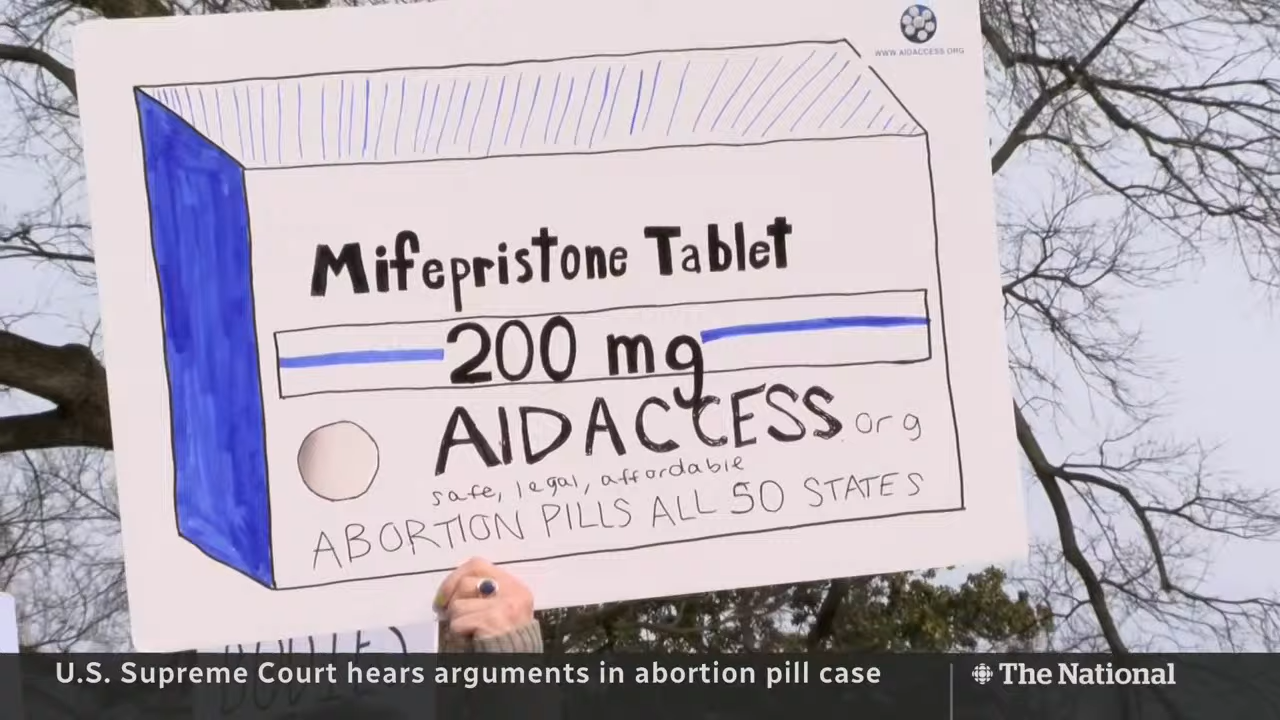 WWW.AIDACCESS.ORG
Mifepristone Tablet
200 mg
AIDACCESS.org
safe, legal, affordable
ABORTION PILLS ALL 50 STATES
U.S. Supreme Court hears arguments in abortion pill case
The National